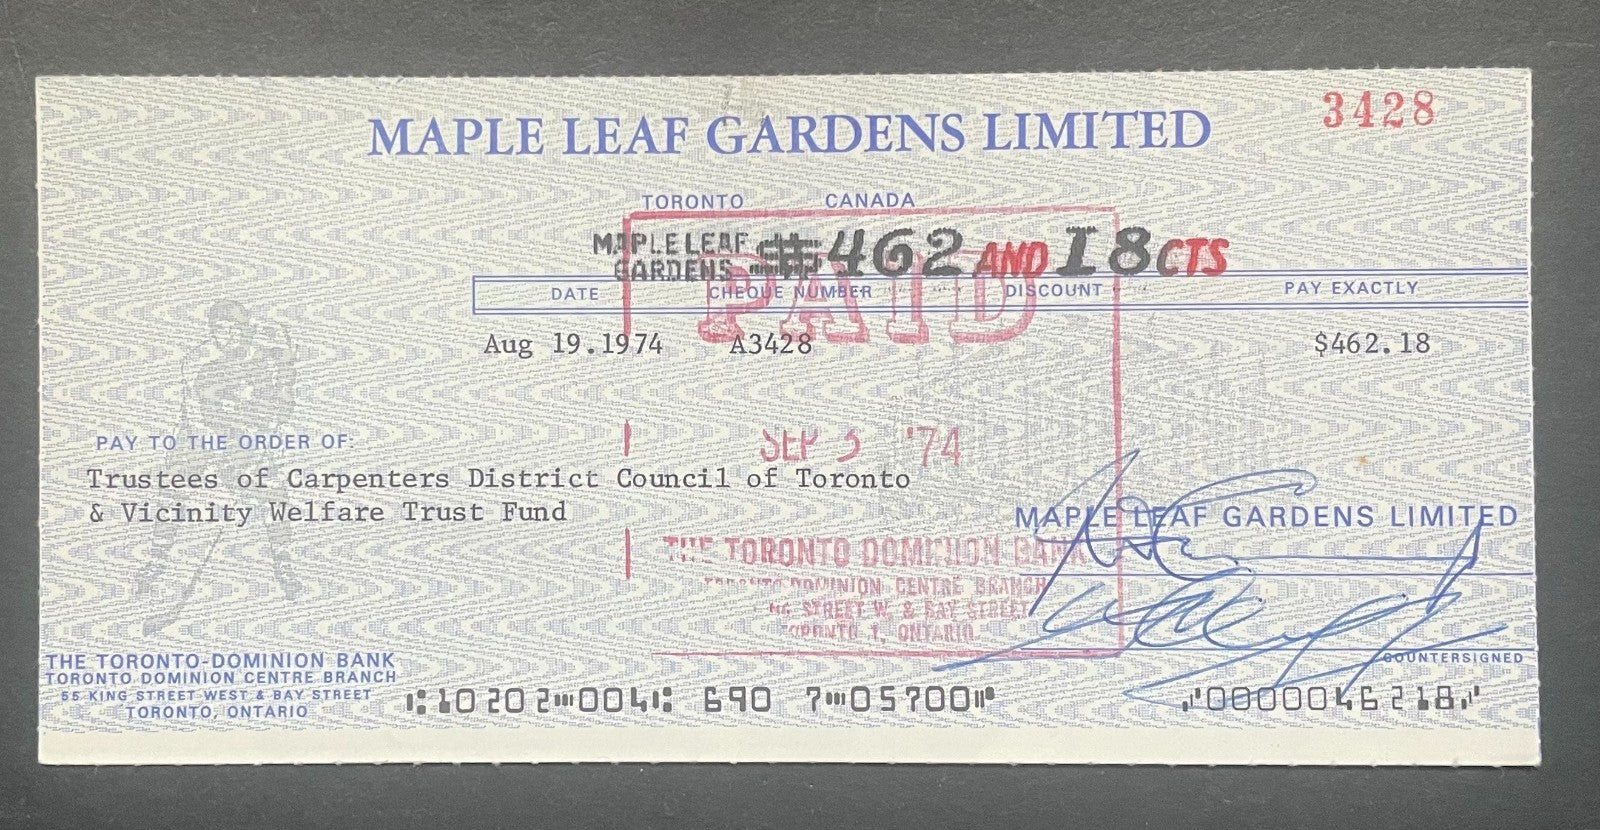 MAPLE LEAF GARDENS LIMITED
3428
TORONTO CANADA
MAPLE LEAF GARDENS #462 AND 18 CTS
DATE CHEQUE NUMBER DISCOUNT PAY EXACTLY
PAID
Aug 19.1974 A3428 $462.18
PAY TO THE ORDER OF:
SEP 5 '74
Trustees of Carpenters District Council of Toronto
& Vicinity Welfare Trust Fund
MAPLE LEAF GARDENS LIMITED
THE TORONTO DOMINION BANK
TORONTO DOMINION CENTRE BRANCH
STREET W. & BAY STREET
TORONTO 1, ONTARIO
COUNTERSIGNED
THE TORONTO-DOMINION BANK
TORONTO DOMINION CENTRE BRANCH
55 KING STREET WEST & BAY STREET
TORONTO, ONTARIO
⑆10202⑉004⑆ 690 7⑉05700⑈ ⑇0000046218⑇